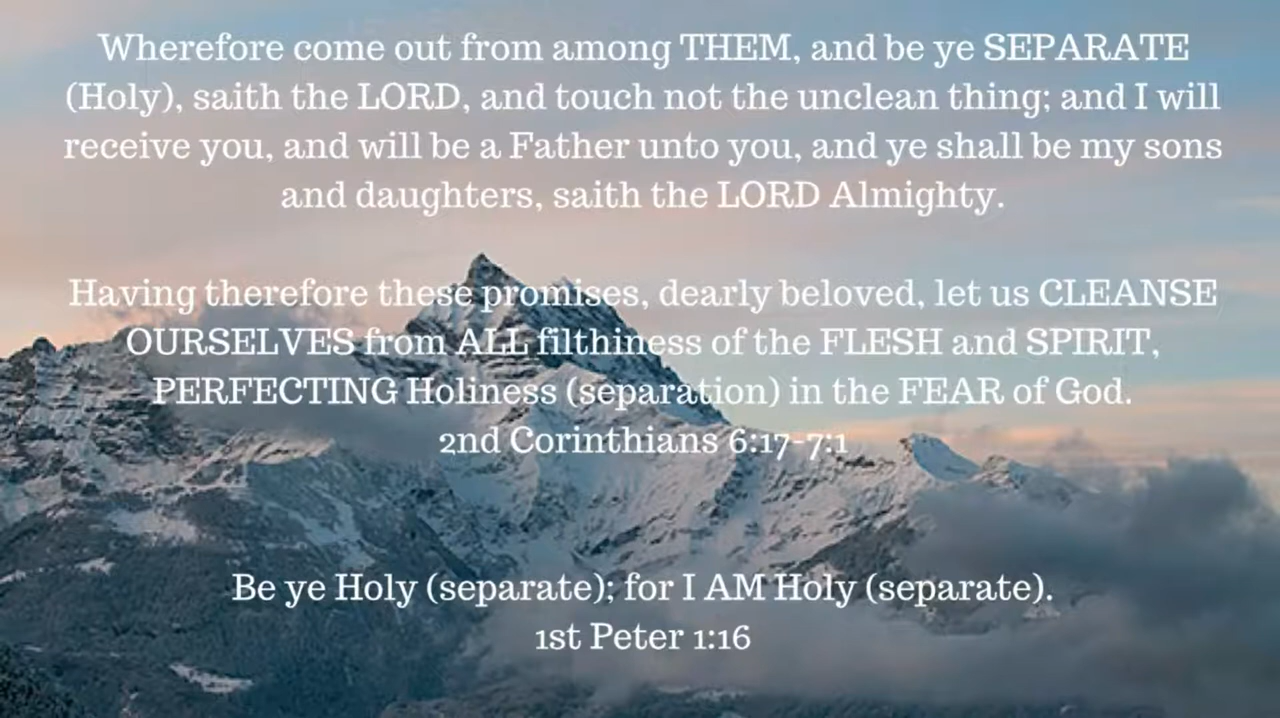 Wherefore come out from among THEM, and be ye SEPARATE
(Holy), saith the LORD, and touch not the unclean thing; and I will
receive you, and will be a Father unto you, and ye shall be my sons
and daughters, saith the LORD Almighty.
Having therefore these promises, dearly beloved, let us CLEANSE
OURSELVES from ALL filthiness of the FLESH and SPIRIT,
PERFECTING Holiness (separation) in the FEAR of God.
2nd Corinthians 6:17-7:1
Be ye Holy (separate); for I AM Holy (separate).
1st Peter 1:16